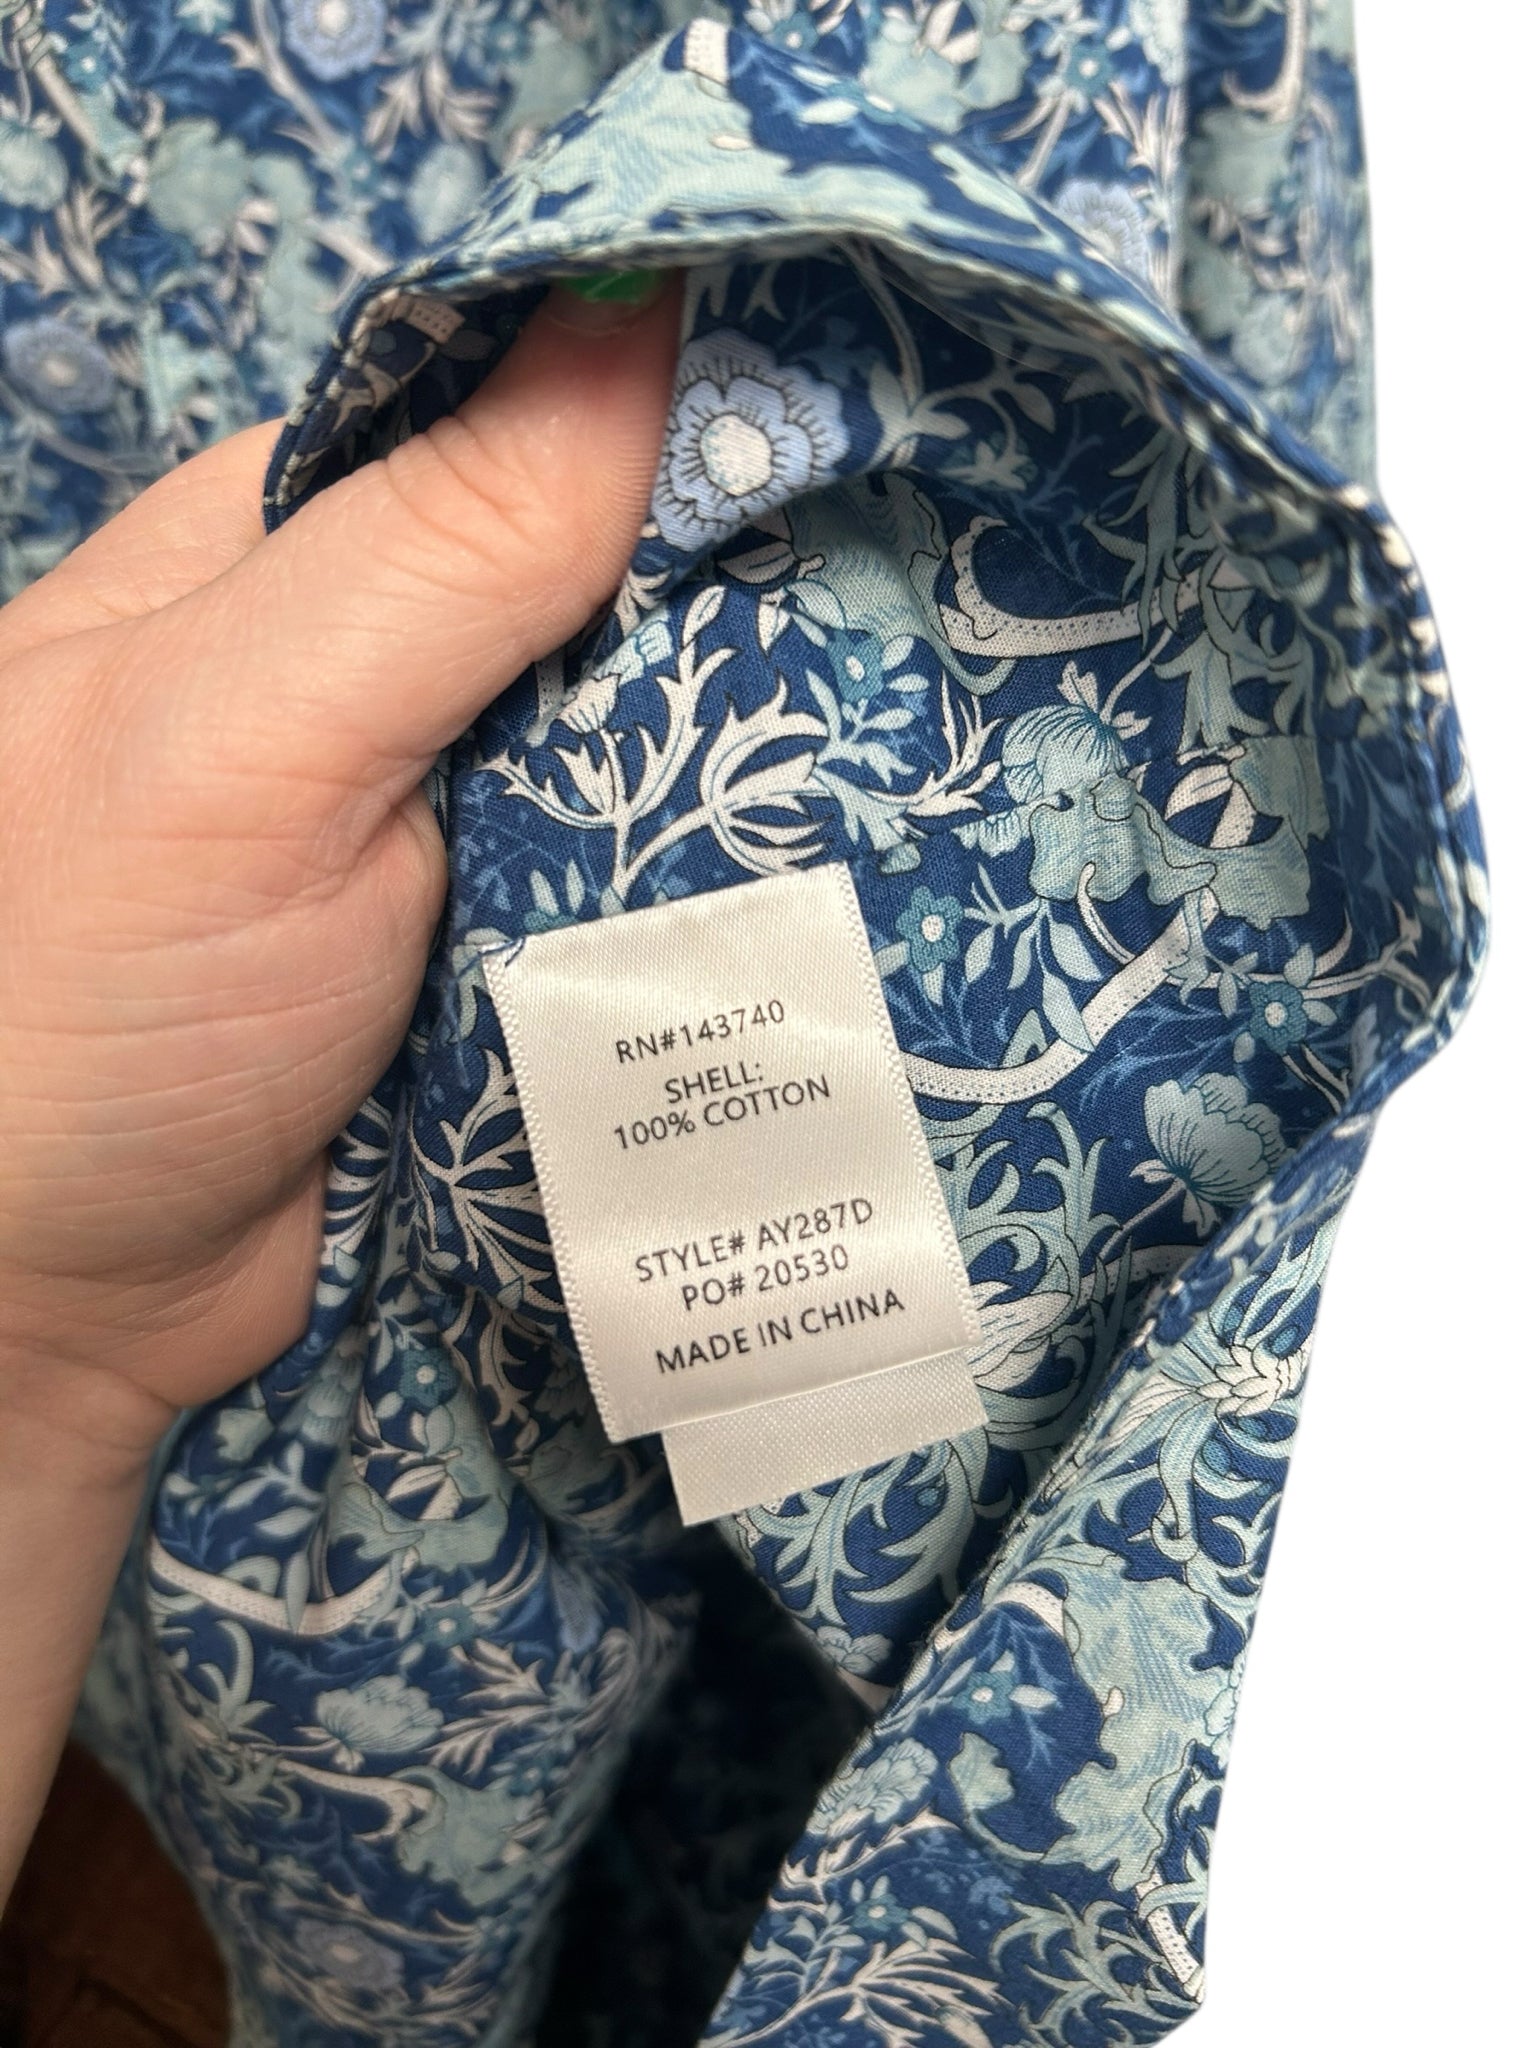 RN#143740
SHELL:
100% COTTON
STYLE# AY287D
PO# 20530
MADE IN CHINA